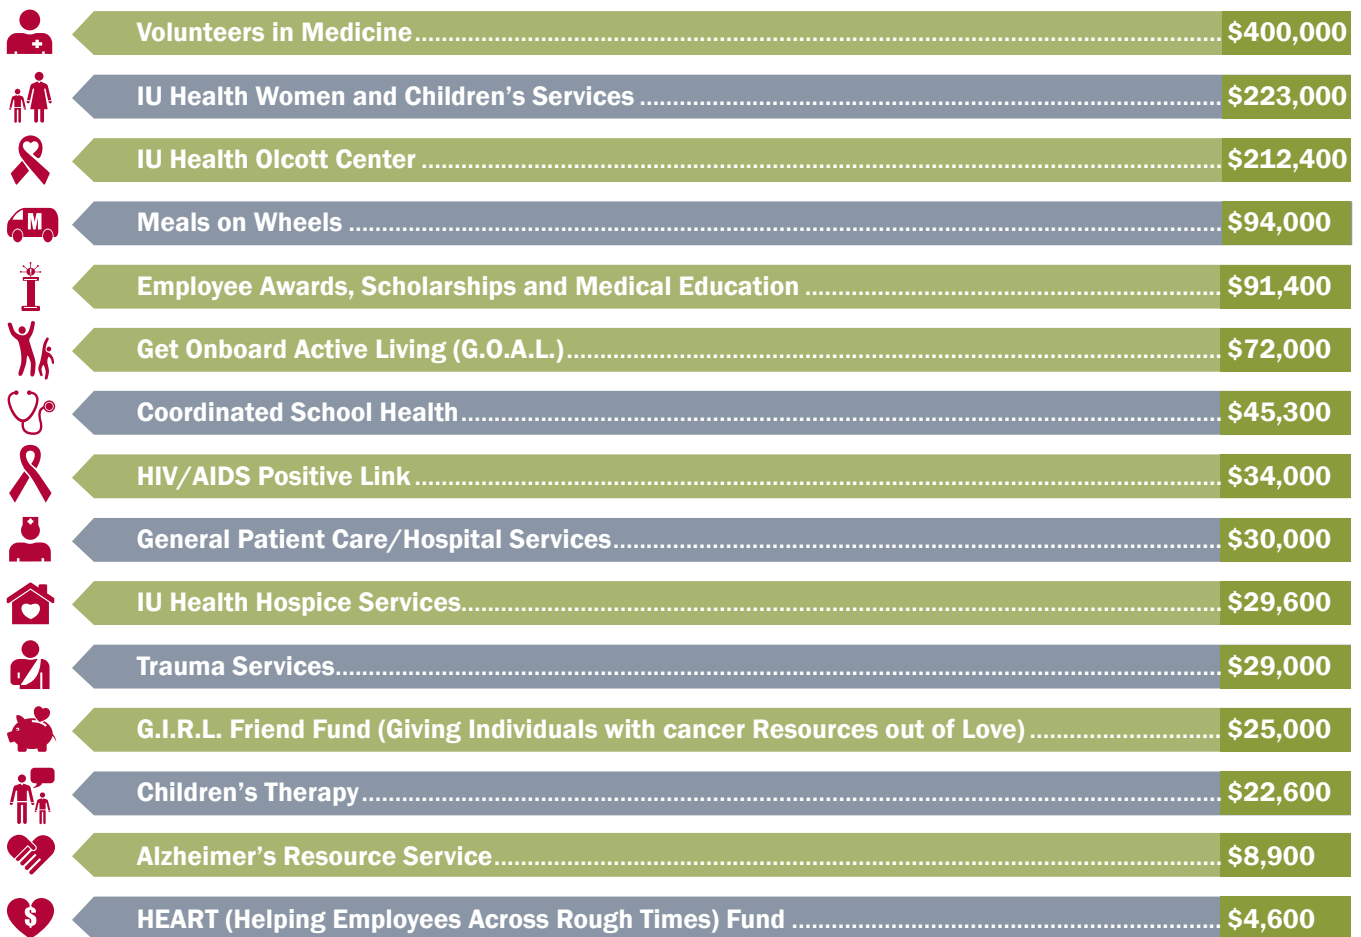 Volunteers in Medicine........................................................................................................................ $400,000
IU Health Women and Children’s Services ....................................................................................... $223,000
IU Health Olcott Center ....................................................................................................................... $212,400
M
Meals on Wheels .................................................................................................................................. $94,000
Employee Awards, Scholarships and Medical Education .............................................................. $91,400
Get Onboard Active Living (G.O.A.L.).................................................................................................. $72,000
Coordinated School Health.................................................................................................................. $45,300
HIV/AIDS Positive Link ........................................................................................................................ $34,000
General Patient Care/Hospital Services........................................................................................... $30,000
IU Health Hospice Services.................................................................................................................. $29,600
Trauma Services.................................................................................................................................... $29,000
G.I.R.L. Friend Fund (Giving Individuals with cancer Resources out of Love) ............................. $25,000
Children’s Therapy................................................................................................................................ $22,600
Alzheimer’s Resource Service............................................................................................................. $8,900
$
HEART (Helping Employees Across Rough Times) Fund ................................................................ $4,600